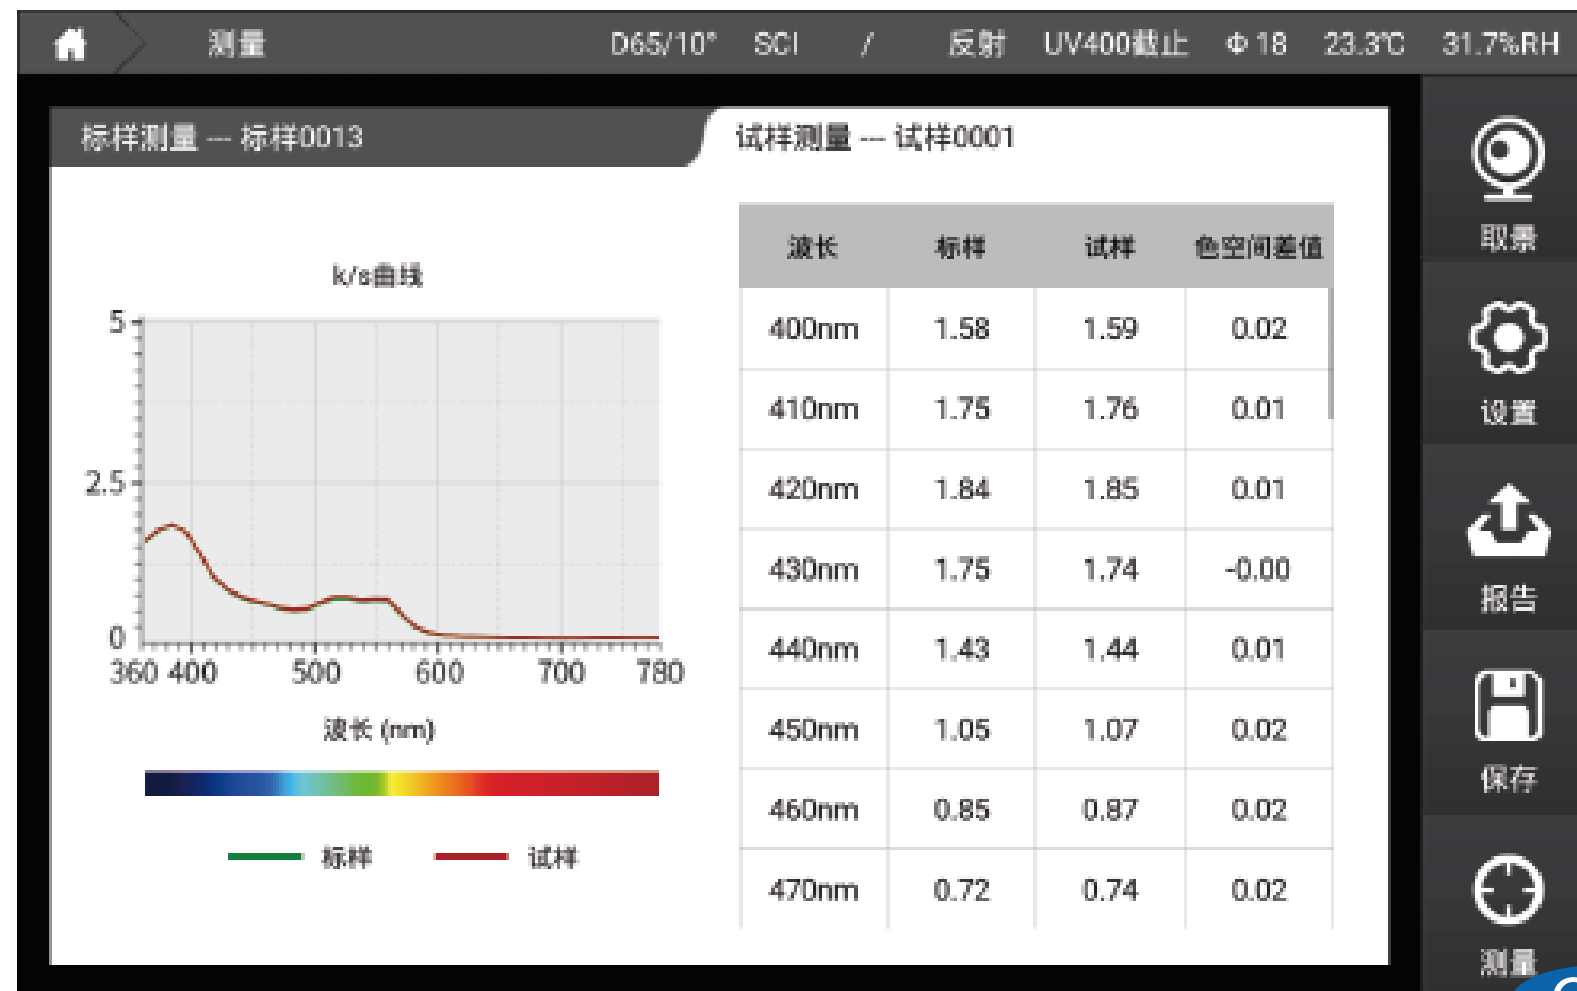 测量 D65/10° SCI / 反射 UV400截止 Φ18 23.3℃ 31.7%RH
标样测量 --- 标样0013
试样测量 --- 试样0001
k/s曲线
5
2.5
0
360 400 500 600 700 780
波长 (nm)
标样 试样
波长 标样 试样 色空间差值
400nm 1.58 1.59 0.02
410nm 1.75 1.76 0.01
420nm 1.84 1.85 0.01
430nm 1.75 1.74 -0.00
440nm 1.43 1.44 0.01
450nm 1.05 1.07 0.02
460nm 0.85 0.87 0.02
470nm 0.72 0.74 0.02
取景
设置
报告
保存
测量